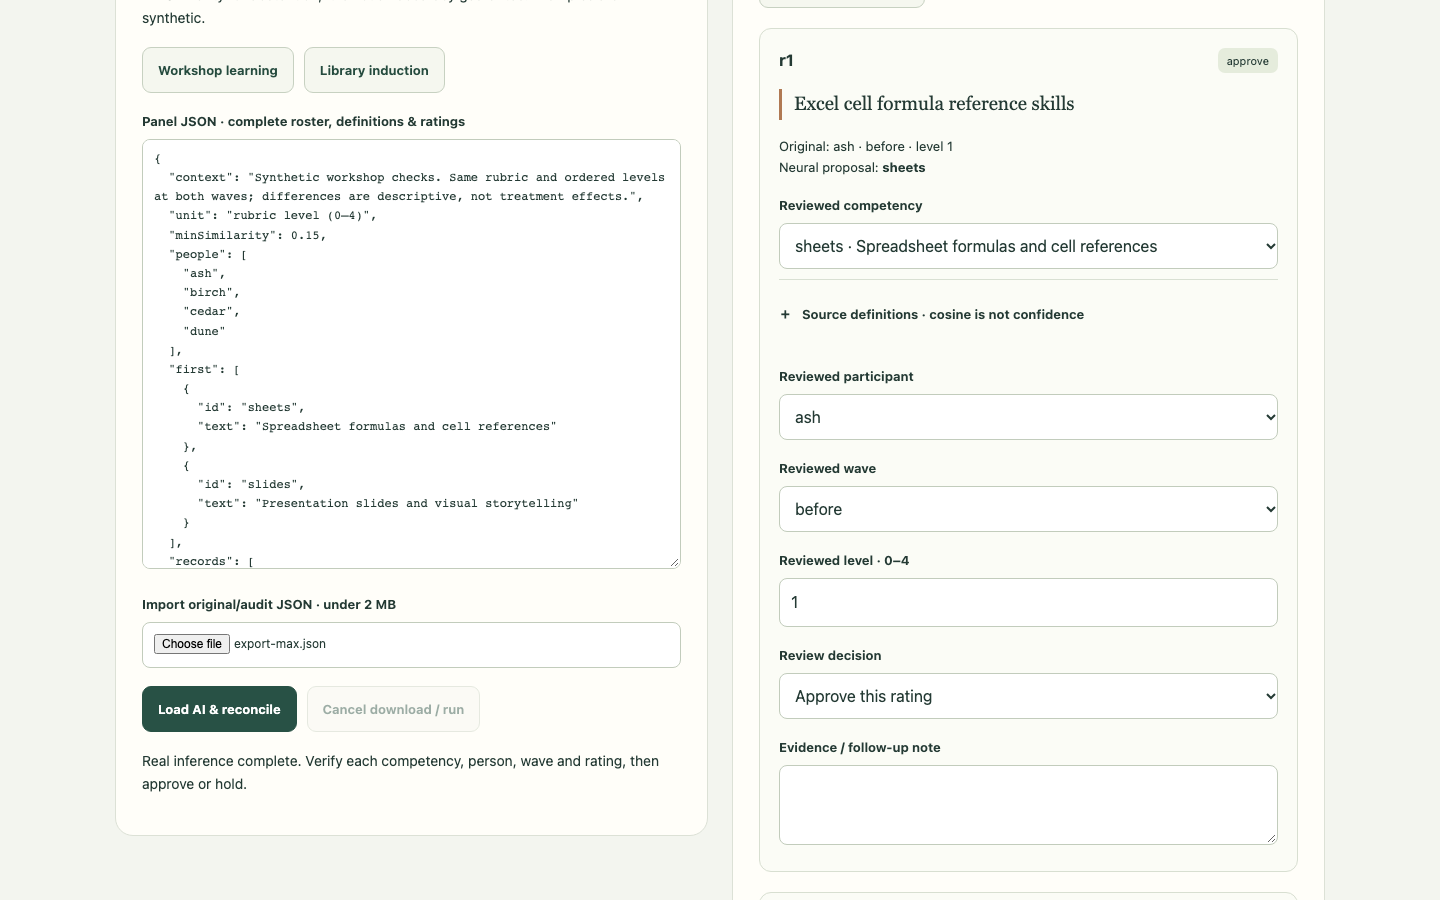 synthetic.
Workshop learning
Library induction
Panel JSON · complete roster, definitions & ratings
{
  "context": "Synthetic workshop checks. Same rubric and ordered levels
at both waves; differences are descriptive, not treatment effects.",
  "unit": "rubric level (0–4)",
  "minSimilarity": 0.15,
  "people": [
    "ash",
    "birch",
    "cedar",
    "dune"
  ],
  "first": [
    {
      "id": "sheets",
      "text": "Spreadsheet formulas and cell references"
    },
    {
      "id": "slides",
      "text": "Presentation slides and visual storytelling"
    }
  ],
  "records": [
Import original/audit JSON · under 2 MB
Choose file export-max.json
Load AI & reconcile
Cancel download / run
Real inference complete. Verify each competency, person, wave and rating, then
approve or hold.
r1
approve
Excel cell formula reference skills
Original: ash · before · level 1
Neural proposal: sheets
Reviewed competency
sheets · Spreadsheet formulas and cell references
+ Source definitions · cosine is not confidence
Reviewed participant
ash
Reviewed wave
before
Reviewed level · 0–4
1
Review decision
Approve this rating
Evidence / follow-up note